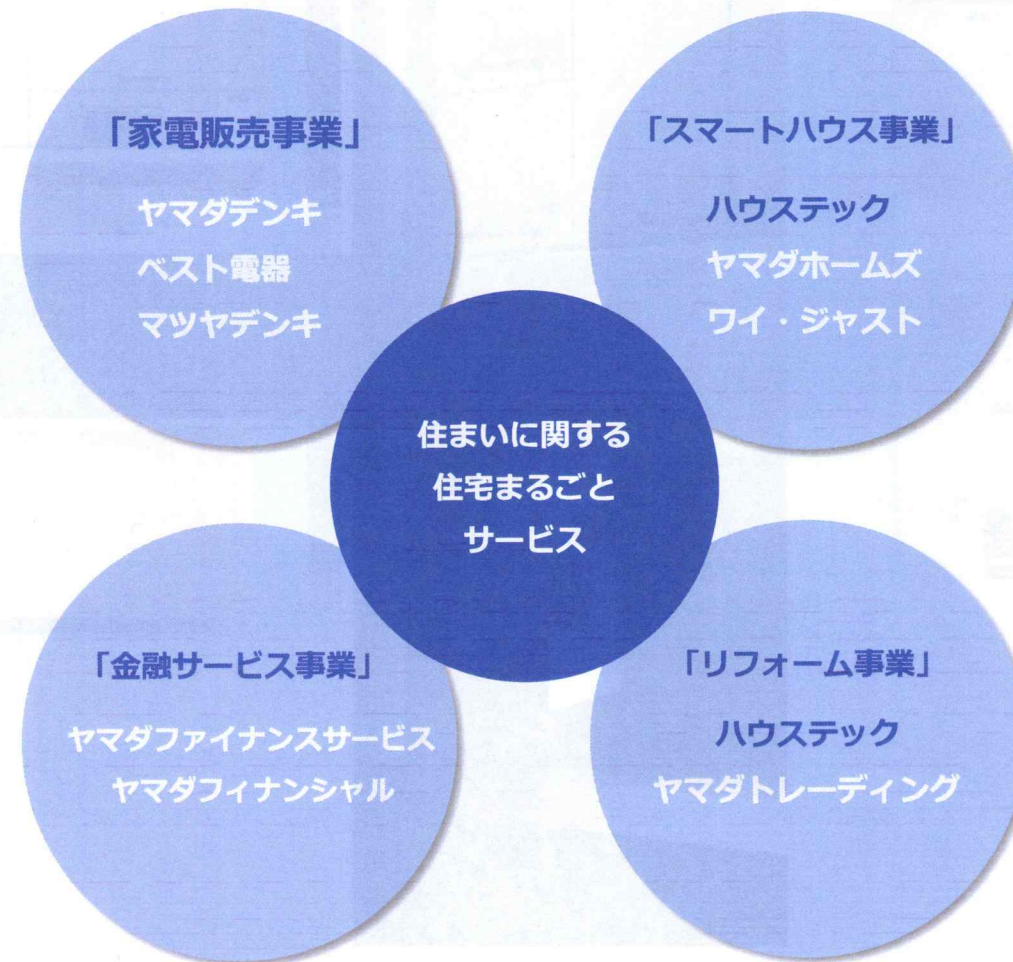 「家電販売事業」
ヤマダデンキ
ベスト電器
マツヤデンキ
「スマートハウス事業」
ハウステック
ヤマダホームズ
ワイ・ジャスト
住まいに関する
住宅まるごと
サービス
「金融サービス事業」
ヤマダファイナンスサービス
ヤマダフィナンシャル
「リフォーム事業」
ハウステック
ヤマダトレーディング